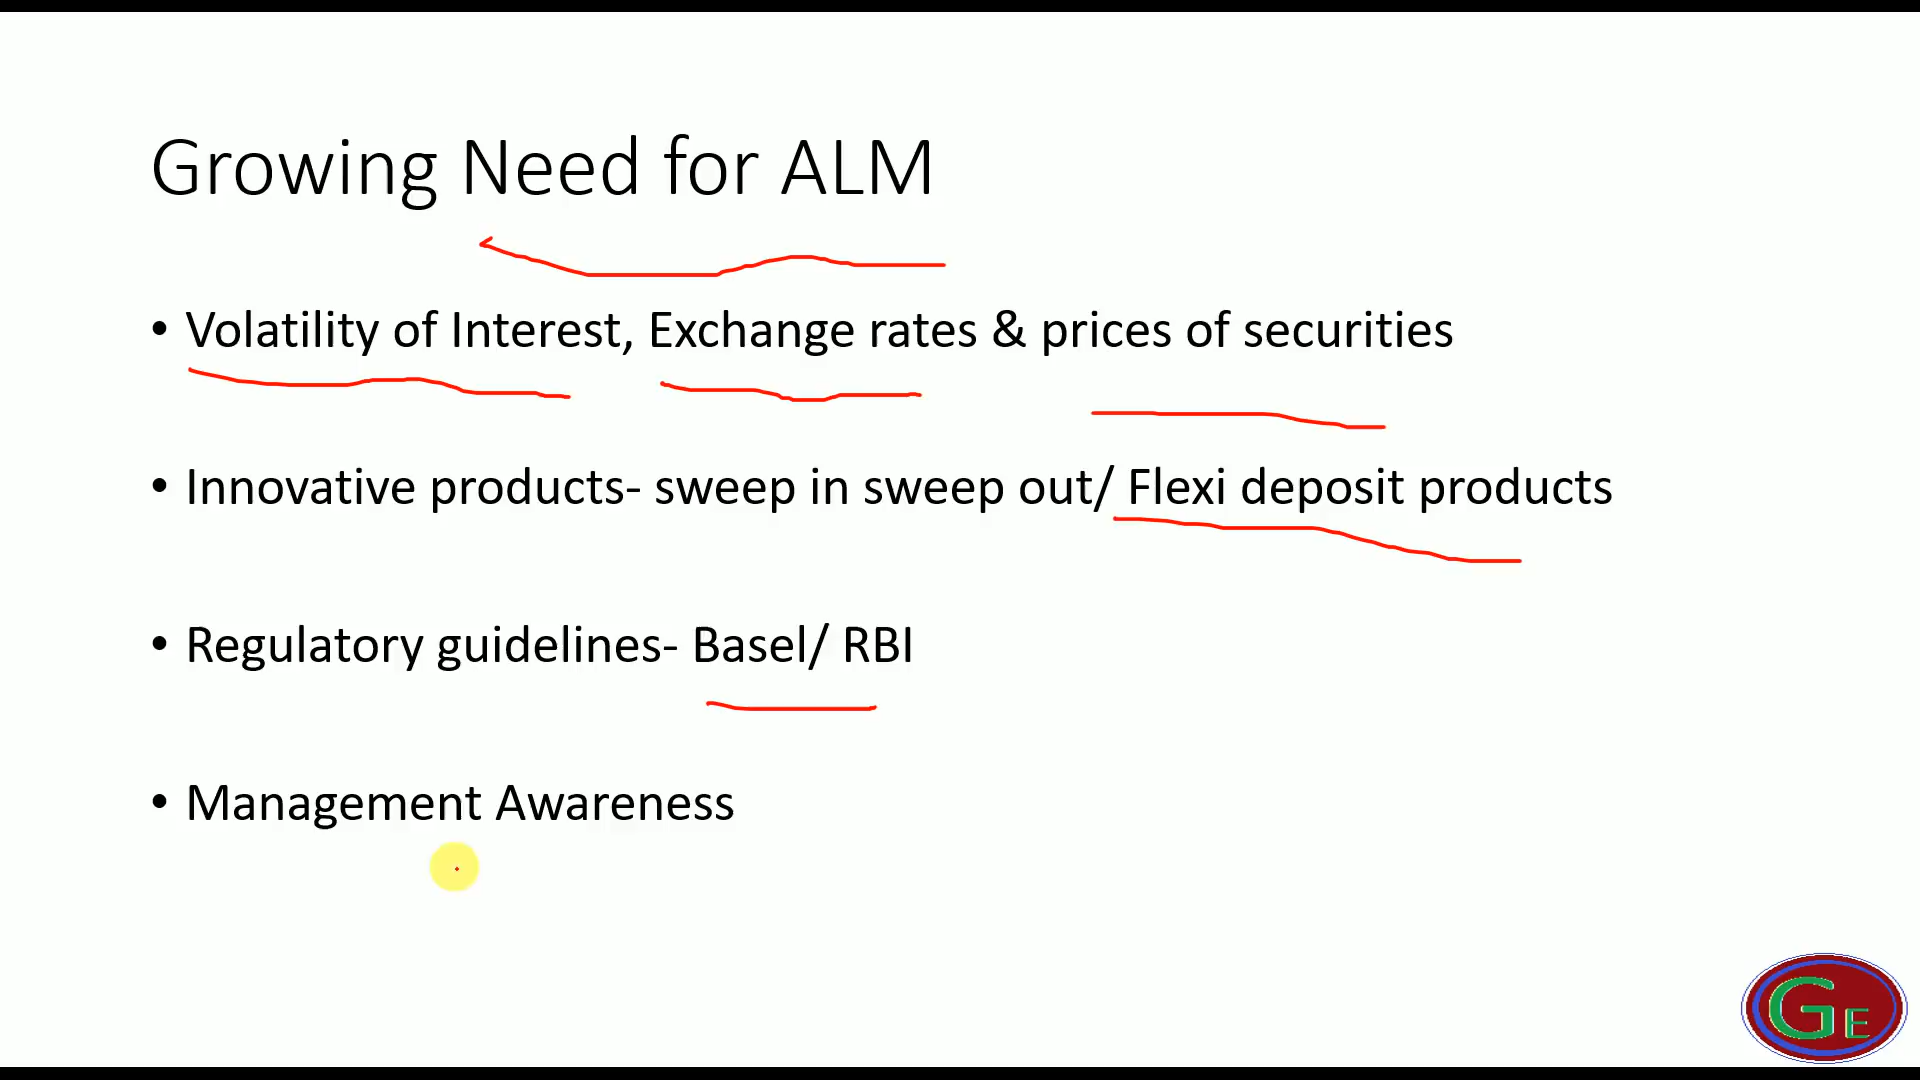 Growing Need for ALM
• Volatility of Interest, Exchange rates & prices of securities
• Innovative products- sweep in sweep out/ Flexi deposit products
• Regulatory guidelines- Basel/ RBI
• Management Awareness
GE